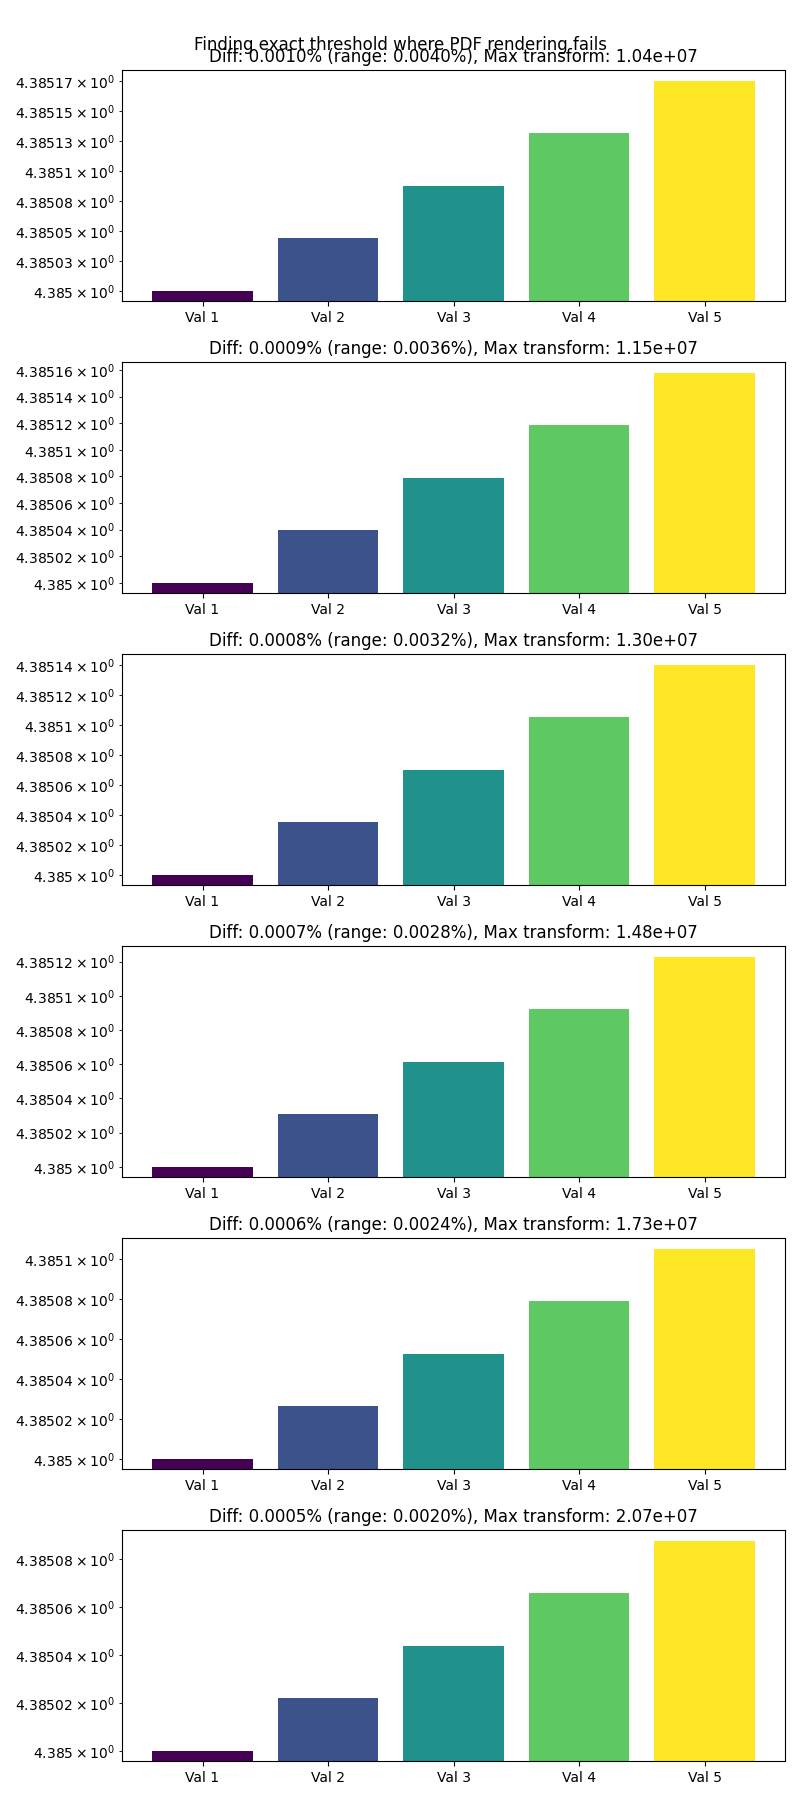 Finding exact threshold where PDF rendering fails
Diff: 0.0010% (range: 0.0040%), Max transform: 1.04e+07
4.38517 × 10⁰
4.38515 × 10⁰
4.38513 × 10⁰
4.3851 × 10⁰
4.38508 × 10⁰
4.38505 × 10⁰
4.38503 × 10⁰
4.385 × 10⁰
Val 1 Val 2 Val 3 Val 4 Val 5
Diff: 0.0009% (range: 0.0036%), Max transform: 1.15e+07
4.38516 × 10⁰
4.38514 × 10⁰
4.38512 × 10⁰
4.3851 × 10⁰
4.38508 × 10⁰
4.38506 × 10⁰
4.38504 × 10⁰
4.38502 × 10⁰
4.385 × 10⁰
Val 1 Val 2 Val 3 Val 4 Val 5
Diff: 0.0008% (range: 0.0032%), Max transform: 1.30e+07
4.38514 × 10⁰
4.38512 × 10⁰
4.3851 × 10⁰
4.38508 × 10⁰
4.38506 × 10⁰
4.38504 × 10⁰
4.38502 × 10⁰
4.385 × 10⁰
Val 1 Val 2 Val 3 Val 4 Val 5
Diff: 0.0007% (range: 0.0028%), Max transform: 1.48e+07
4.38512 × 10⁰
4.3851 × 10⁰
4.38508 × 10⁰
4.38506 × 10⁰
4.38504 × 10⁰
4.38502 × 10⁰
4.385 × 10⁰
Val 1 Val 2 Val 3 Val 4 Val 5
Diff: 0.0006% (range: 0.0024%), Max transform: 1.73e+07
4.3851 × 10⁰
4.38508 × 10⁰
4.38506 × 10⁰
4.38504 × 10⁰
4.38502 × 10⁰
4.385 × 10⁰
Val 1 Val 2 Val 3 Val 4 Val 5
Diff: 0.0005% (range: 0.0020%), Max transform: 2.07e+07
4.38508 × 10⁰
4.38506 × 10⁰
4.38504 × 10⁰
4.38502 × 10⁰
4.385 × 10⁰
Val 1 Val 2 Val 3 Val 4 Val 5